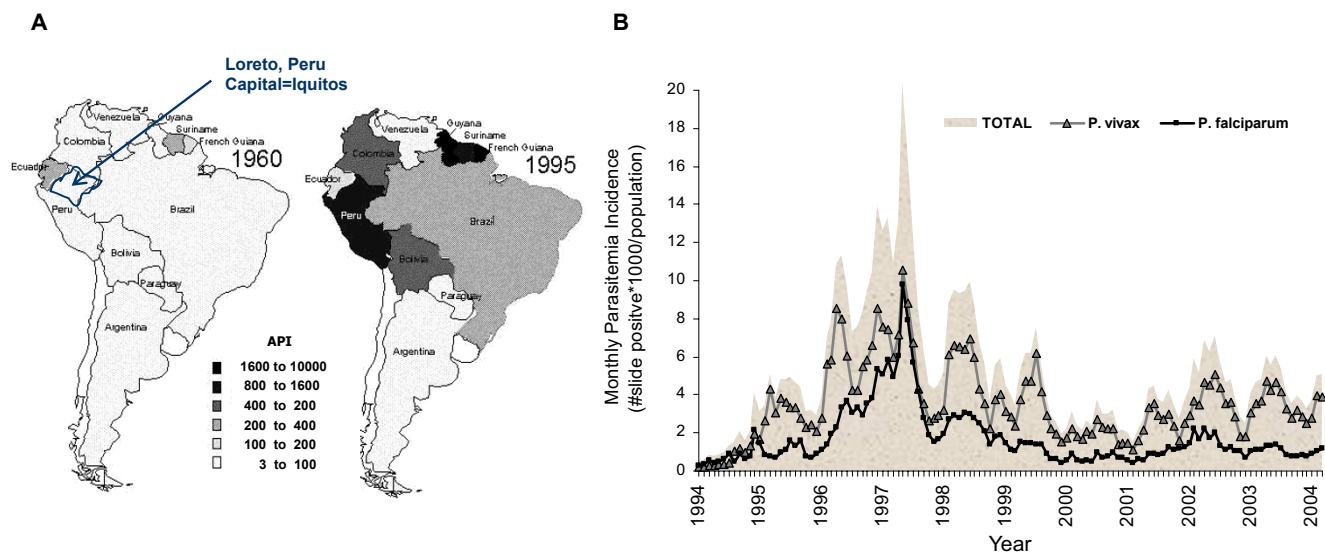 A
Loreto, Peru
Capital=Iquitos
Venezuela
Guyana
Suriname
French Guiana
Colombia
Ecuador
Peru
Brazil
Bolivia
Paraguay
Argentina
1960
Venezuela
Guyana
Suriname
French Guiana
Colombia
Ecuador
Peru
Brazil
Bolivia
Paraguay
Argentina
1995
API
1600 to 10000
800 to 1600
400 to 200
200 to 400
100 to 200
3 to 100
B
Monthly Parasitemia Incidence
(#slide positve*1000/population)
20
18
16
14
12
10
8
6
4
2
0
TOTAL
P. vivax
P. falciparum
1994
1995
1996
1997
1998
1999
2000
2001
2002
2003
2004
Year